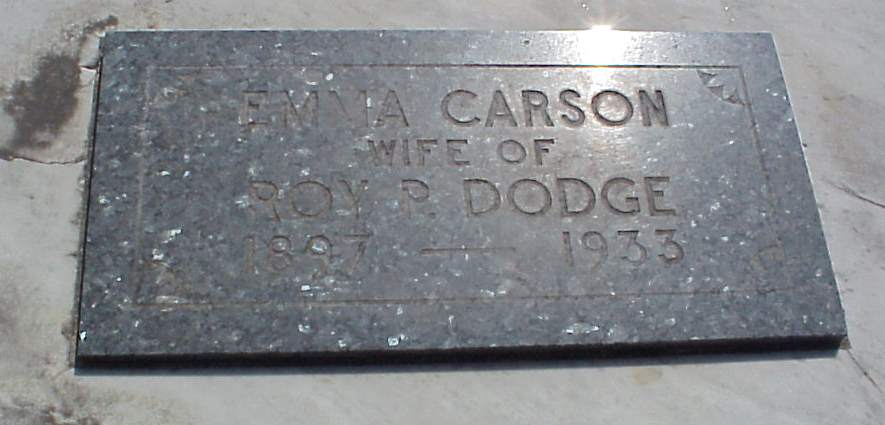 EMMA CARSON
WIFE OF
ROY P. DODGE
1897 — 1933